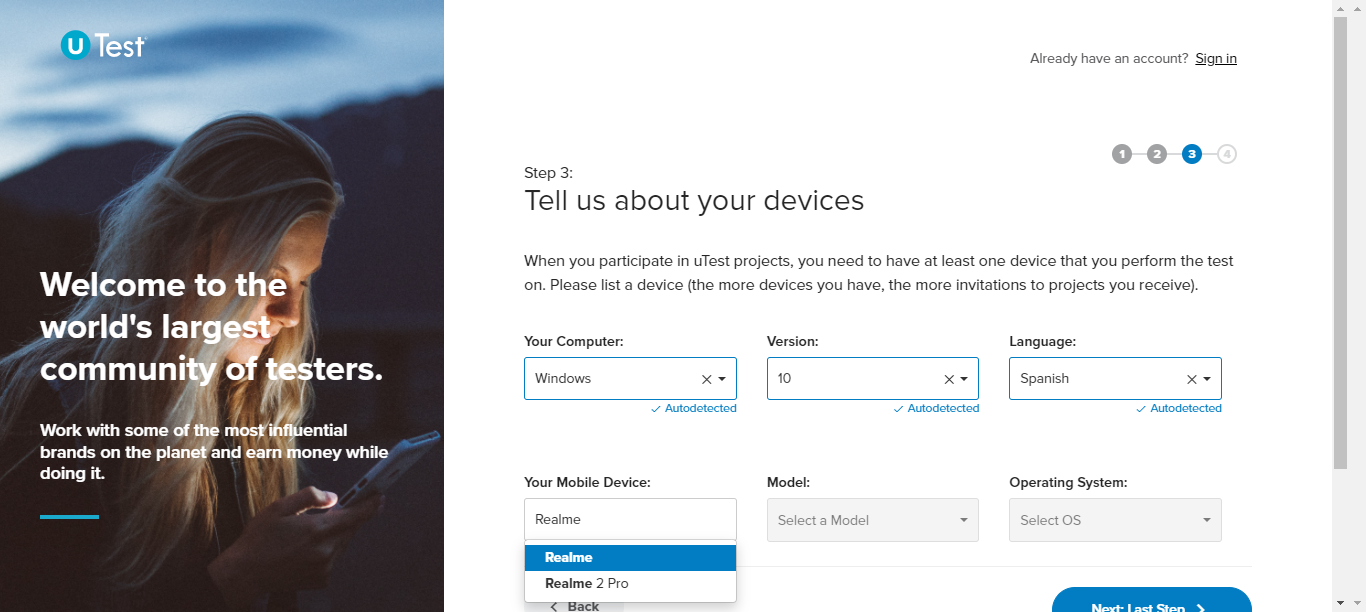 uTest
Already have an account? Sign in
1 2 3 4
Step 3:
Tell us about your devices
When you participate in uTest projects, you need to have at least one device that you perform the test
on. Please list a device (the more devices you have, the more invitations to projects you receive).
Welcome to the
world's largest
community of testers.
Work with some of the most influential
brands on the planet and earn money while
doing it.
Your Computer: Version: Language:
Windows 10 Spanish
Autodetected Autodetected Autodetected
Your Mobile Device: Model: Operating System:
Realme Select a Model Select OS
Realme
Realme 2 Pro
Back Next: Last Step